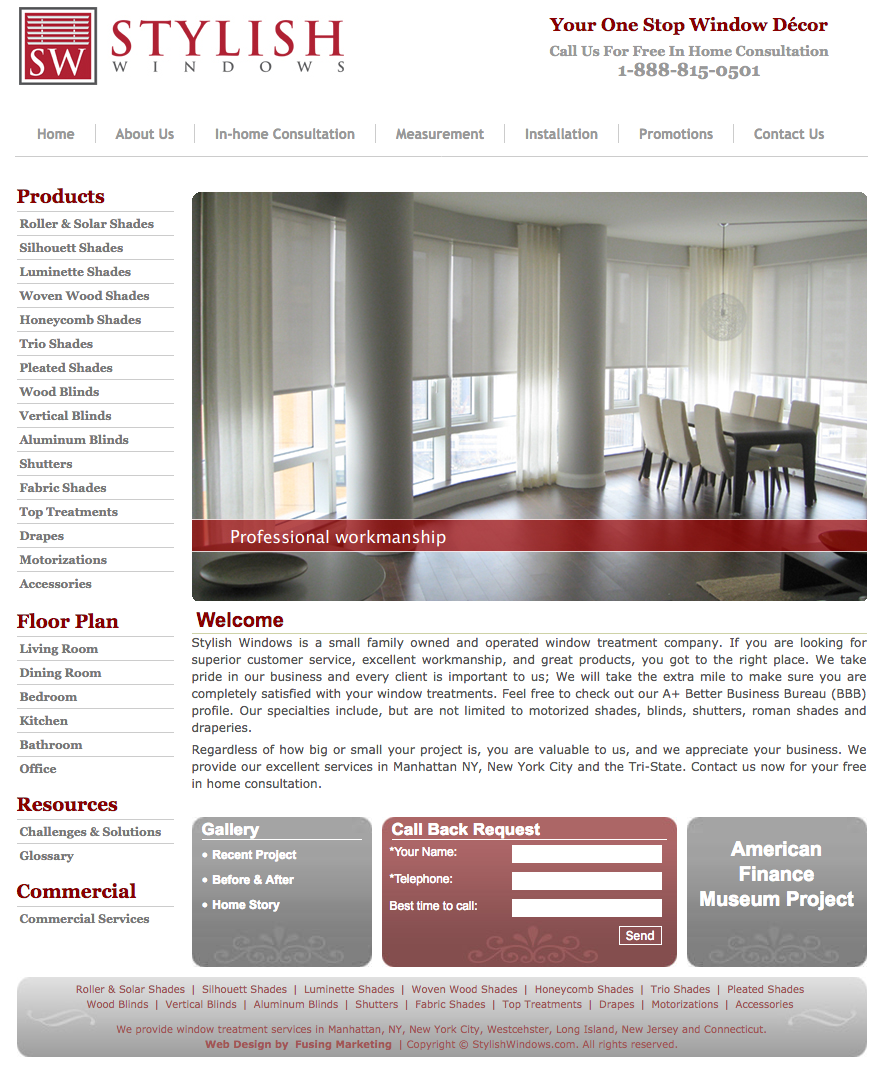 SW STYLISH
WINDOWS
Your One Stop Window Décor
Call Us For Free In Home Consultation
1-888-815-0501
Home About Us In-home Consultation Measurement Installation Promotions Contact Us
Products
Roller & Solar Shades
Silhouett Shades
Luminette Shades
Woven Wood Shades
Honeycomb Shades
Trio Shades
Pleated Shades
Wood Blinds
Vertical Blinds
Aluminum Blinds
Shutters
Fabric Shades
Top Treatments
Drapes
Motorizations
Accessories
Floor Plan
Living Room
Dining Room
Bedroom
Kitchen
Bathroom
Office
Resources
Challenges & Solutions
Glossary
Commercial
Commercial Services
Professional workmanship
Welcome
Stylish Windows is a small family owned and operated window treatment company. If you are looking for
superior customer service, excellent workmanship, and great products, you got to the right place. We take
pride in our business and every client is important to us; We will take the extra mile to make sure you are
completely satisfied with your window treatments. Feel free to check out our A+ Better Business Bureau (BBB)
profile. Our specialties include, but are not limited to motorized shades, blinds, shutters, roman shades and
draperies.
Regardless of how big or small your project is, you are valuable to us, and we appreciate your business. We
provide our excellent services in Manhattan NY, New York City and the Tri-State. Contact us now for your free
in home consultation.
Gallery
• Recent Project
• Before & After
• Home Story
Call Back Request
*Your Name:
*Telephone:
Best time to call:
Send
American
Finance
Museum Project
Roller & Solar Shades | Silhouett Shades | Luminette Shades | Woven Wood Shades | Honeycomb Shades | Trio Shades | Pleated Shades
Wood Blinds | Vertical Blinds | Aluminum Blinds | Shutters | Fabric Shades | Top Treatments | Drapes | Motorizations | Accessories
We provide window treatment services in Manhattan, NY, New York City, Westcehster, Long Island, New Jersey and Connecticut.
Web Design by Fusing Marketing | Copyright © StylishWindows.com. All rights reserved.